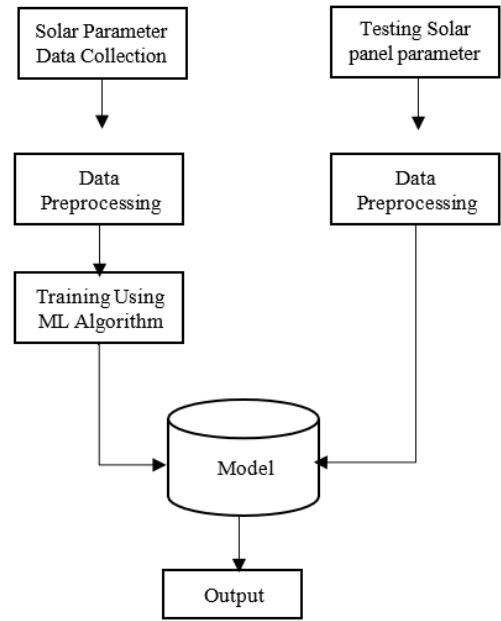 Solar Parameter
Data Collection
Testing Solar
panel parameter
Data
Preprocessing
Data
Preprocessing
Training Using
ML Algorithm
Model
Output